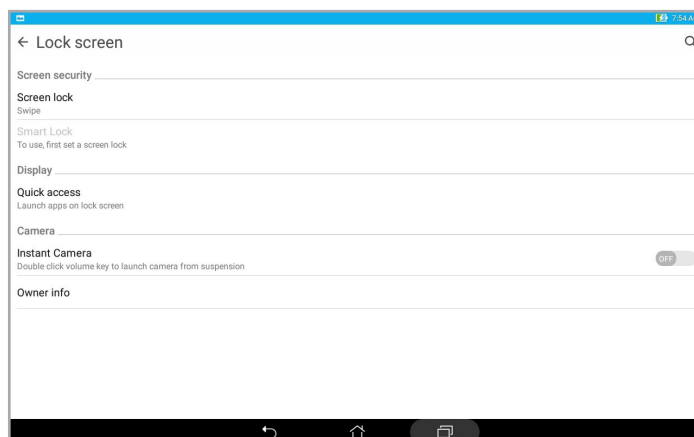 7:54 A
Lock screen
Screen security
Screen lock
Swipe
Smart Lock
To use, first set a screen lock
Display
Quick access
Launch apps on lock screen
Camera
Instant Camera
Double click volume key to launch camera from suspension
OFF
Owner info